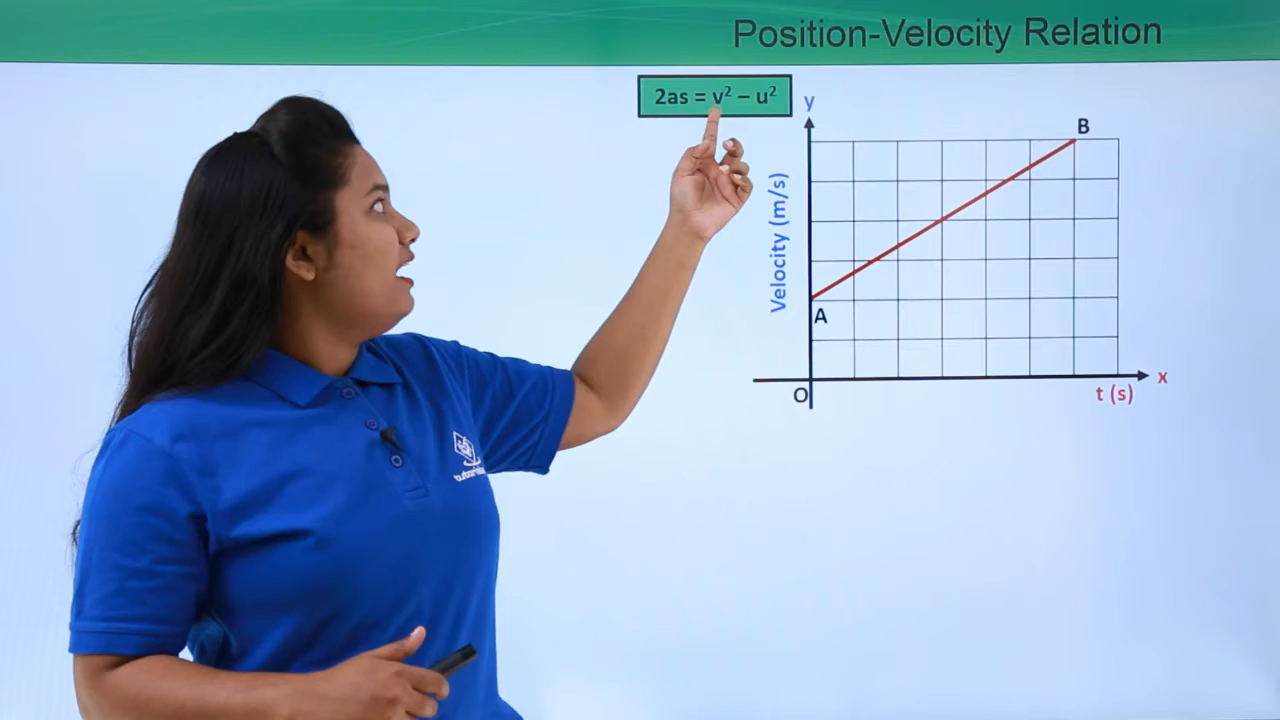 Position-Velocity Relation
2as = v² – u²
y
B
Velocity (m/s)
A
O
t (s)
x